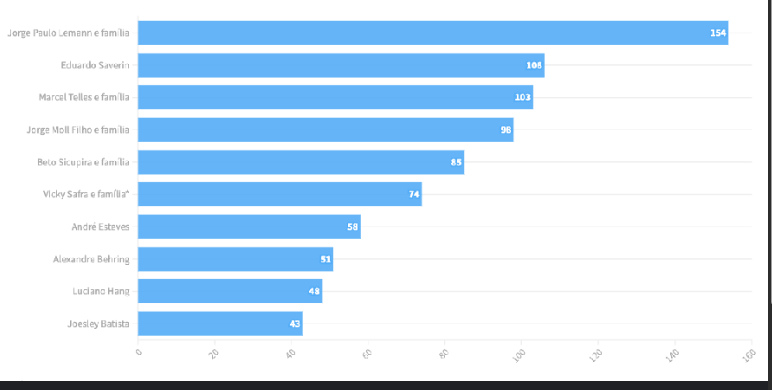 Jorge Paulo Lemann e família 154
Eduardo Saverin 106
Marcel Telles e família 103
Jorge Moll Filho e família 98
Beto Sicupira e família 85
Vicky Safra e família* 74
André Esteves 58
Alexandre Behring 51
Luciano Hang 48
Joesley Batista 43
0 20 40 60 80 100 120 140 160